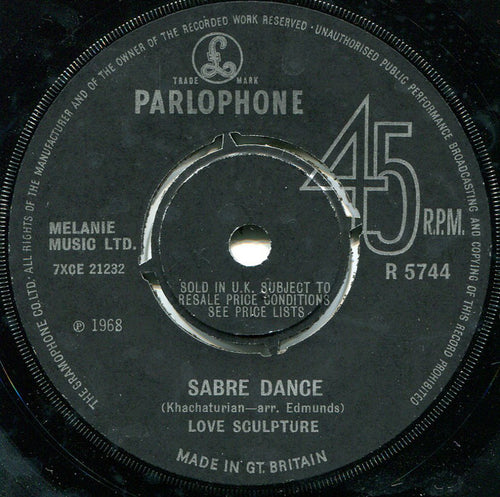 THE GRAMOPHONE CO. LTD. ALL RIGHTS OF THE MANUFACTURER AND OF THE OWNER OF THE RECORDED WORK RESERVED · UNAUTHORISED PUBLIC PERFORMANCE BROADCASTING AND COPYING OF THIS RECORD PROHIBITED
£
TRADE MARK
PARLOPHONE
45
R.P.M.
MELANIE
MUSIC LTD.
7XCE 21232
R 5744
SOLD IN U.K. SUBJECT TO
RESALE PRICE CONDITIONS
SEE PRICE LISTS
℗ 1968
SABRE DANCE
(Khachaturian–arr. Edmunds)
LOVE SCULPTURE
MADE IN GT. BRITAIN